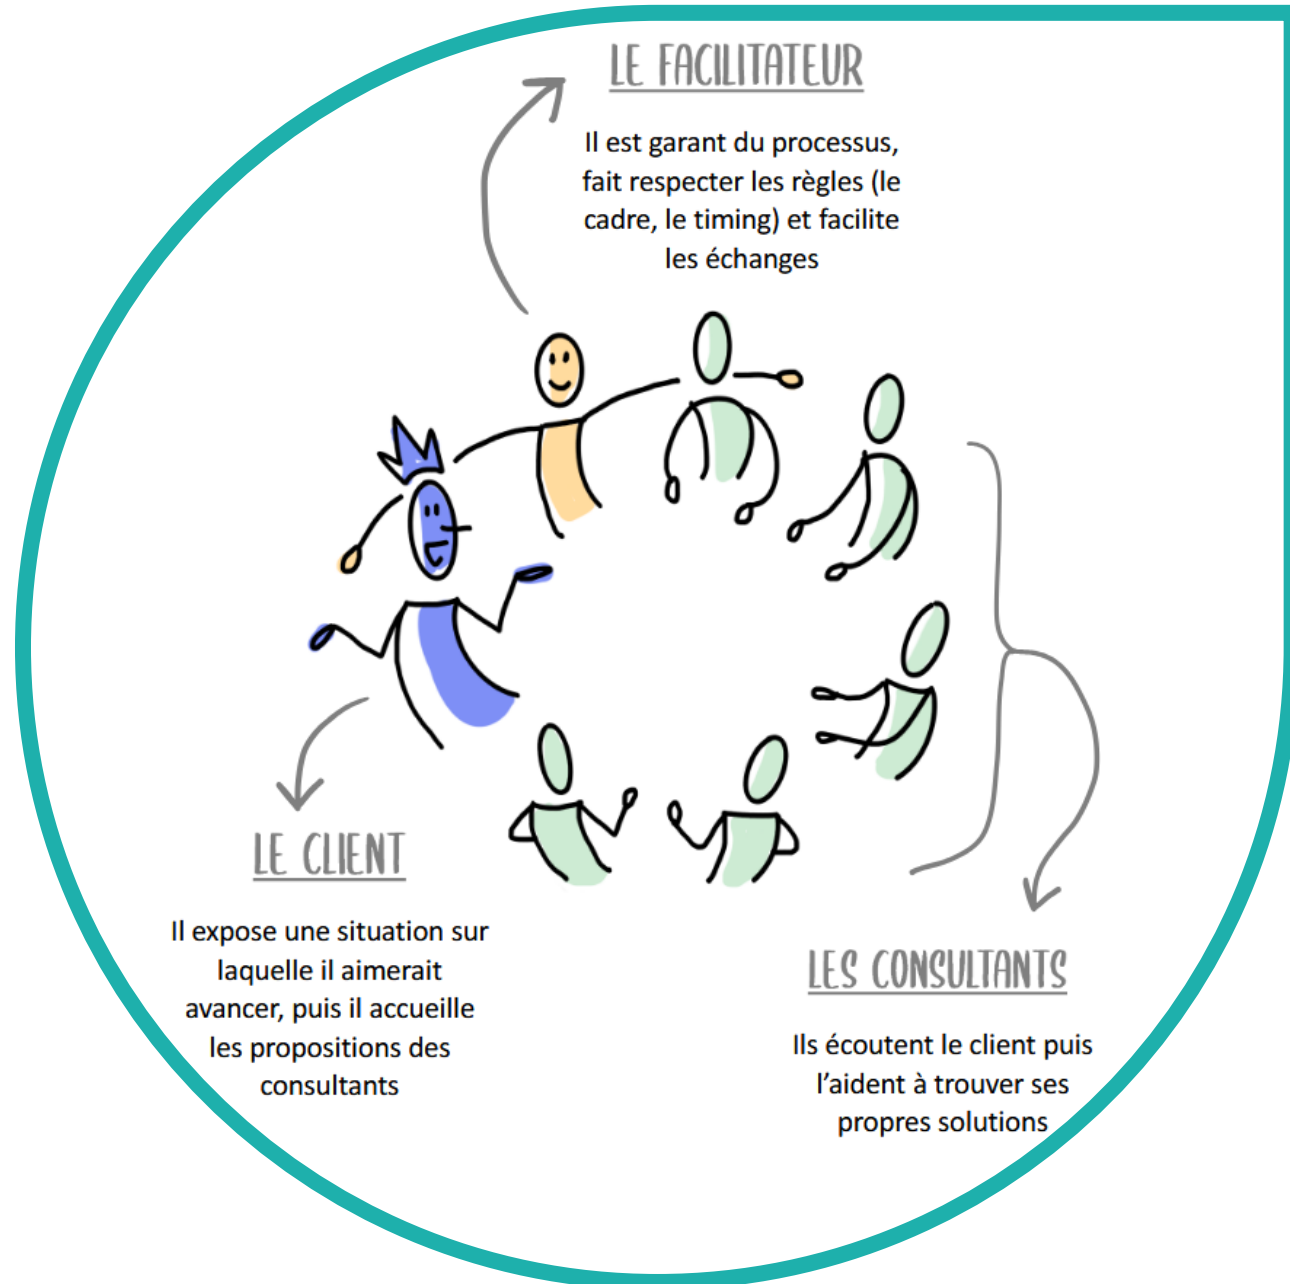 LE FACILITATEUR
Il est garant du processus,
fait respecter les règles (le
cadre, le timing) et facilite
les échanges
LE CLIENT
Il expose une situation sur
laquelle il aimerait
avancer, puis il accueille
les propositions des
consultants
LES CONSULTANTS
Ils écoutent le client puis
l’aident à trouver ses
propres solutions